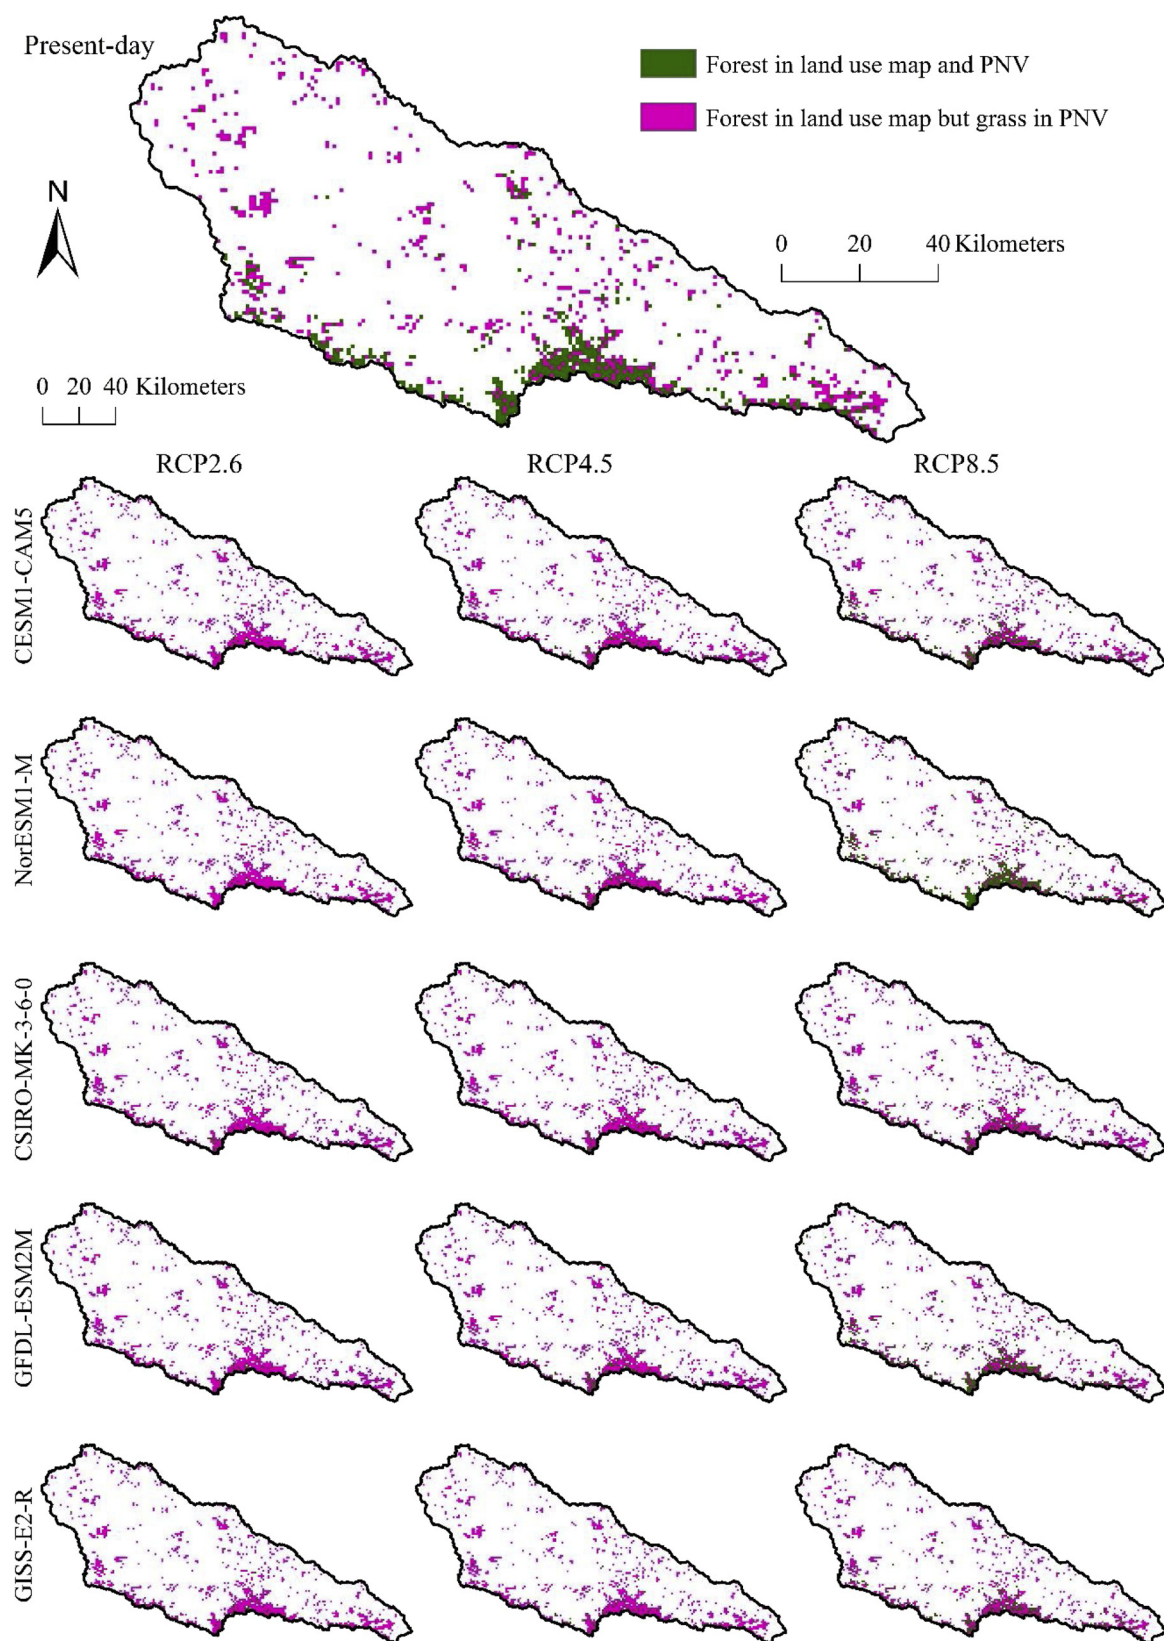 Present-day
Forest in land use map and PNV
Forest in land use map but grass in PNV
N
0 20 40 Kilometers
0 20 40 Kilometers
RCP2.6 RCP4.5 RCP8.5
CESM1-CAM5
NorESM1-M
CSIRO-MK-3-6-0
GFDL-ESM2M
GISS-E2-R